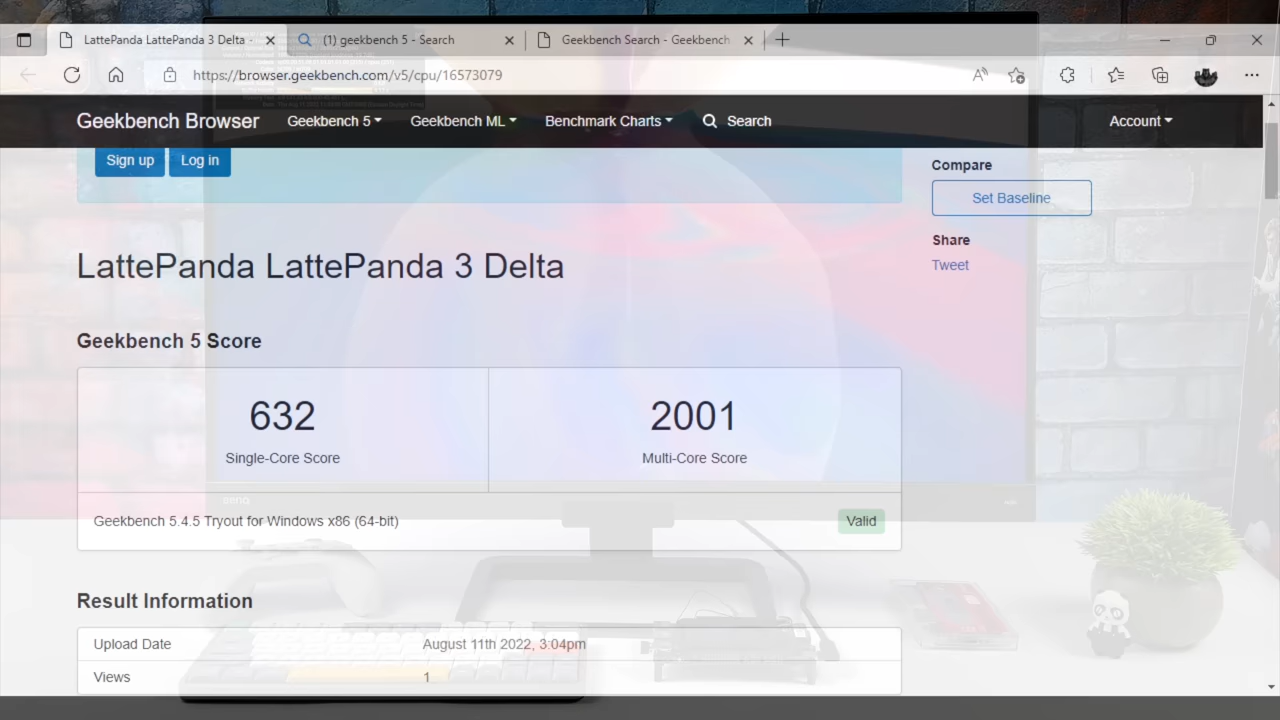 LattePanda LattePanda 3 Delta -
(1) geekbench 5 - Search
Geekbench Search - Geekbench
https://browser.geekbench.com/v5/cpu/16573079
Geekbench Browser
Geekbench 5
Geekbench ML
Benchmark Charts
Search
Account
Sign up
Log in
Compare
Set Baseline
Share
Tweet
LattePanda LattePanda 3 Delta
Geekbench 5 Score
632
2001
Single-Core Score
Multi-Core Score
BenQ
Geekbench 5.4.5 Tryout for Windows x86 (64-bit)
Valid
Result Information
Upload Date
August 11th 2022, 3:04pm
Views
1